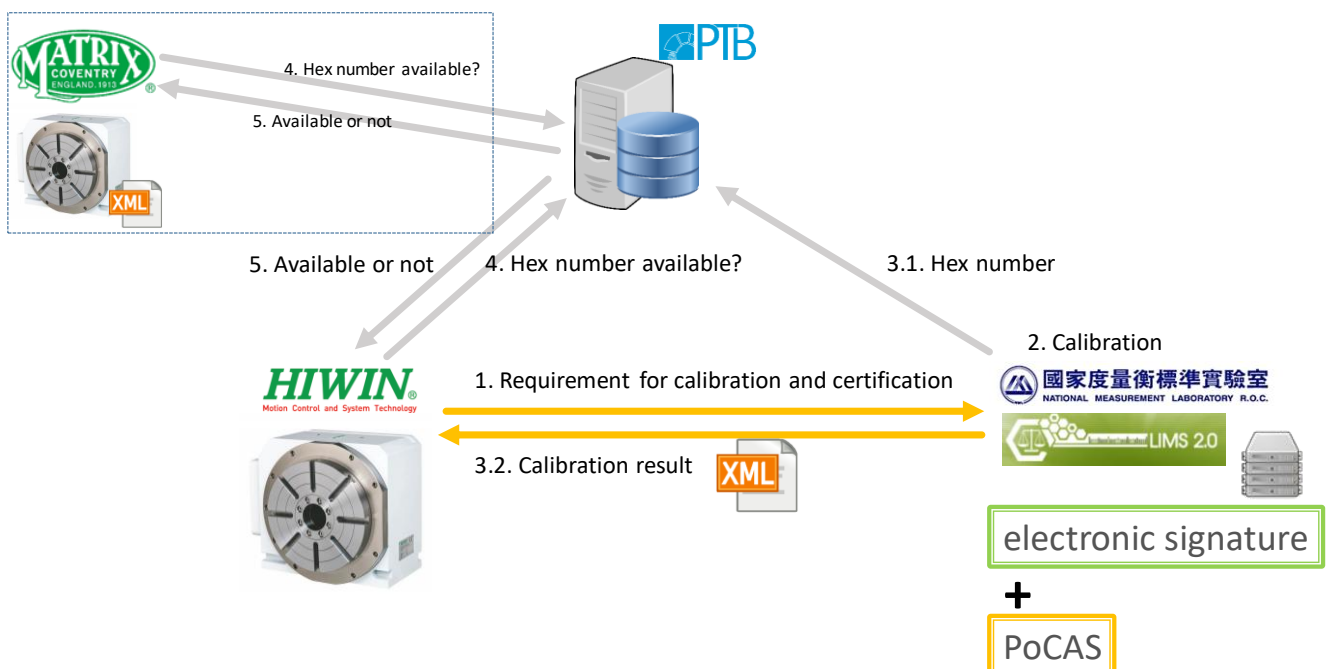 PTB
MATRIX
COVENTRY
ENGLAND.1913
®
4. Hex number available?
5. Available or not
XML
5. Available or not
4. Hex number available?
3.1. Hex number
2. Calibration
HIWIN®
Motion Control and System Technology
1. Requirement for calibration and certification
國家度量衡標準實驗室
NATIONAL MEASUREMENT LABORATORY R.O.C.
LIMS 2.0
3.2. Calibration result
XML
electronic signature
+
PoCAS